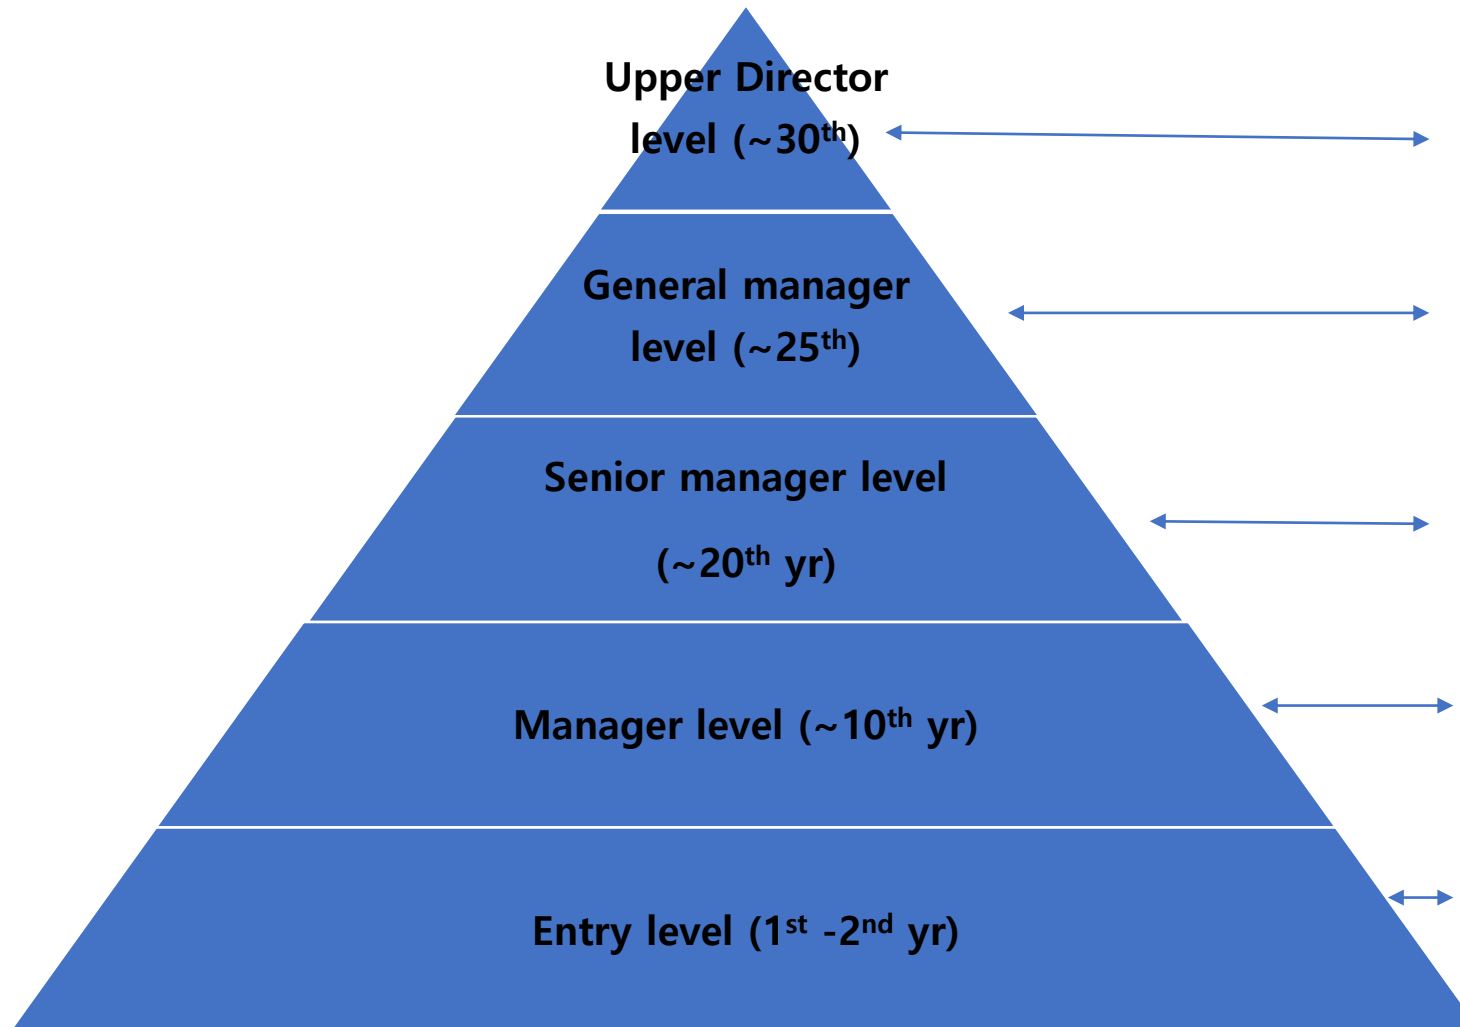 Upper Director
level (~30th)
General manager
level (~25th)
Senior manager level
(~20th yr)
Manager level (~10th yr)
Entry level (1st -2nd yr)